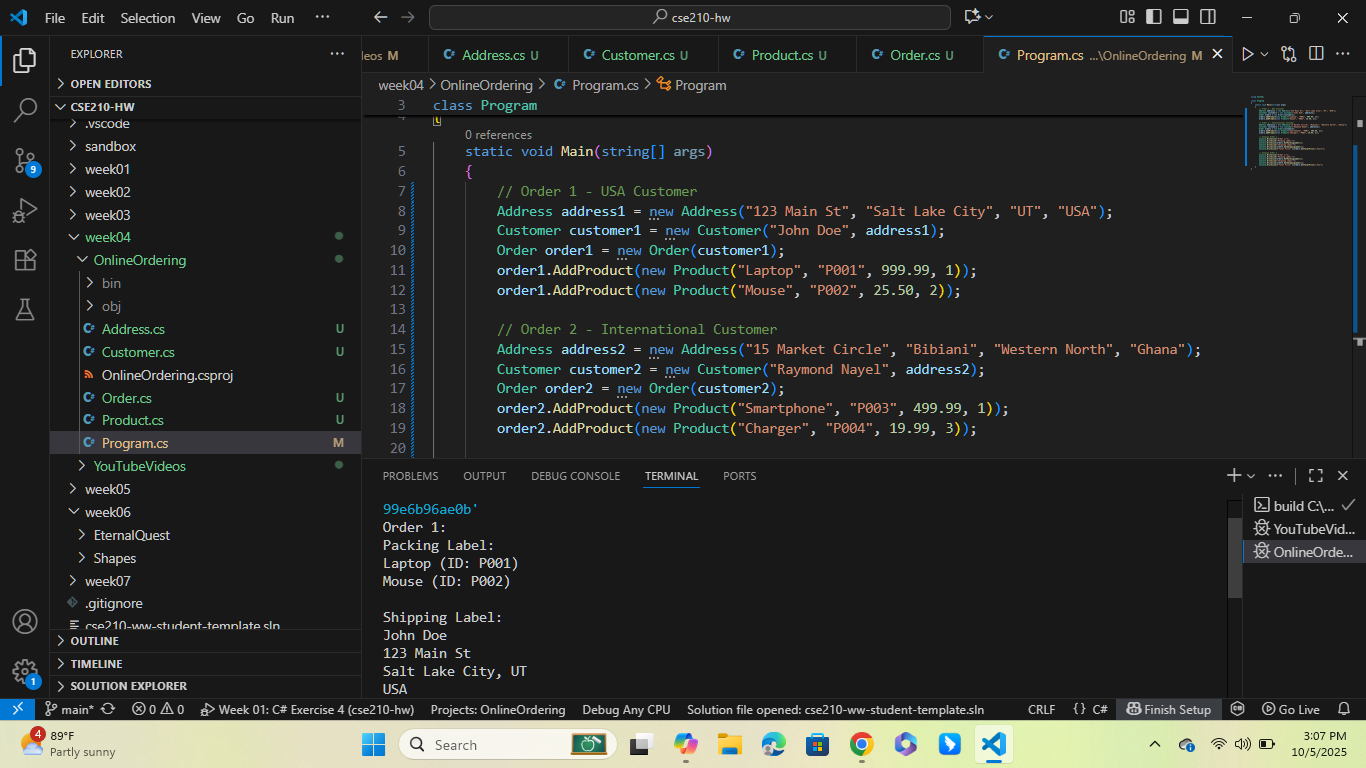 File Edit Selection View Go Run ··· cse210-hw
EXPLORER ···
OPEN EDITORS
CSE210-HW
.vscode
sandbox
week01
week02
week03
week04
OnlineOrdering
bin
obj
Address.cs U
Customer.cs U
OnlineOrdering.csproj
Order.cs U
Product.cs U
Program.cs M
YouTubeVideos
week05
week06
EternalQuest
Shapes
week07
.gitignore
cse210-ww-student-template.sln
OUTLINE
TIMELINE
SOLUTION EXPLORER
9
1
eos M Address.cs U Customer.cs U Product.cs U Order.cs U Program.cs ...\OnlineOrdering M
week04 > OnlineOrdering > Program.cs > Program
3 class Program
4 {
0 references
5 static void Main(string[] args)
6 {
7 // Order 1 - USA Customer
8 Address address1 = new Address("123 Main St", "Salt Lake City", "UT", "USA");
9 Customer customer1 = new Customer("John Doe", address1);
10 Order order1 = new Order(customer1);
11 order1.AddProduct(new Product("Laptop", "P001", 999.99, 1));
12 order1.AddProduct(new Product("Mouse", "P002", 25.50, 2));
13
14 // Order 2 - International Customer
15 Address address2 = new Address("15 Market Circle", "Bibiani", "Western North", "Ghana");
16 Customer customer2 = new Customer("Raymond Nayel", address2);
17 Order order2 = new Order(customer2);
18 order2.AddProduct(new Product("Smartphone", "P003", 499.99, 1));
19 order2.AddProduct(new Product("Charger", "P004", 19.99, 3));
20
PROBLEMS OUTPUT DEBUG CONSOLE TERMINAL PORTS
99e6b96ae0b'
Order 1:
Packing Label:
Laptop (ID: P001)
Mouse (ID: P002)
Shipping Label:
John Doe
123 Main St
Salt Lake City, UT
USA
build C:\...
YouTubeVid...
OnlineOrde...
main* 0 0 Week 01: C# Exercise 4 (cse210-hw) Projects: OnlineOrdering Debug Any CPU Solution file opened: cse210-ww-student-template.sln CRLF {} C# Finish Setup Go Live
4 89°F
Partly sunny
Search
3:07 PM
10/5/2025